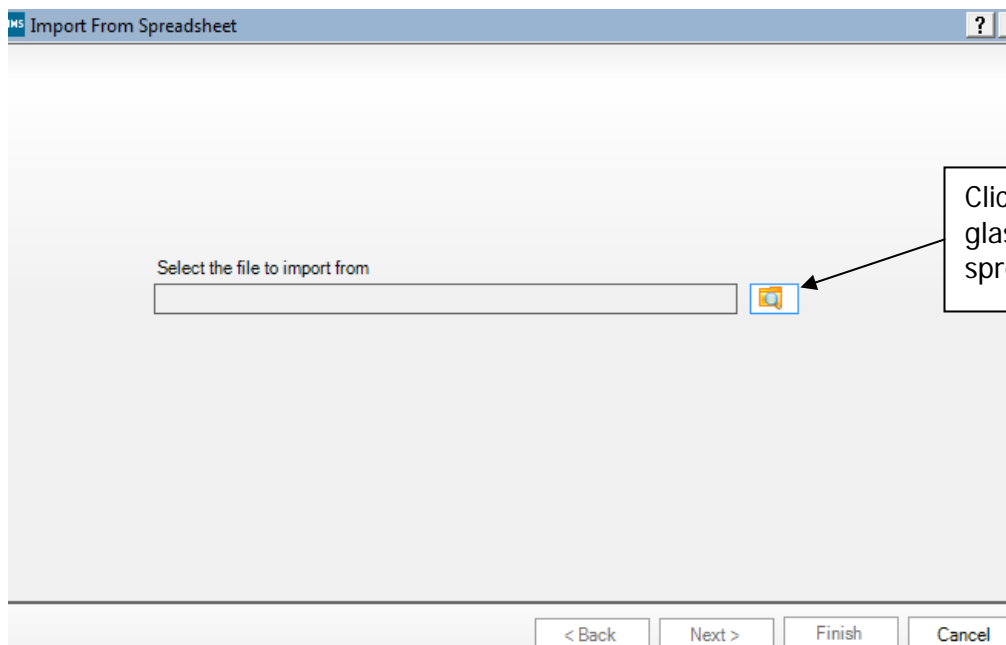 Import From Spreadsheet
?
Select the file to import from
< Back
Next >
Finish
Cancel